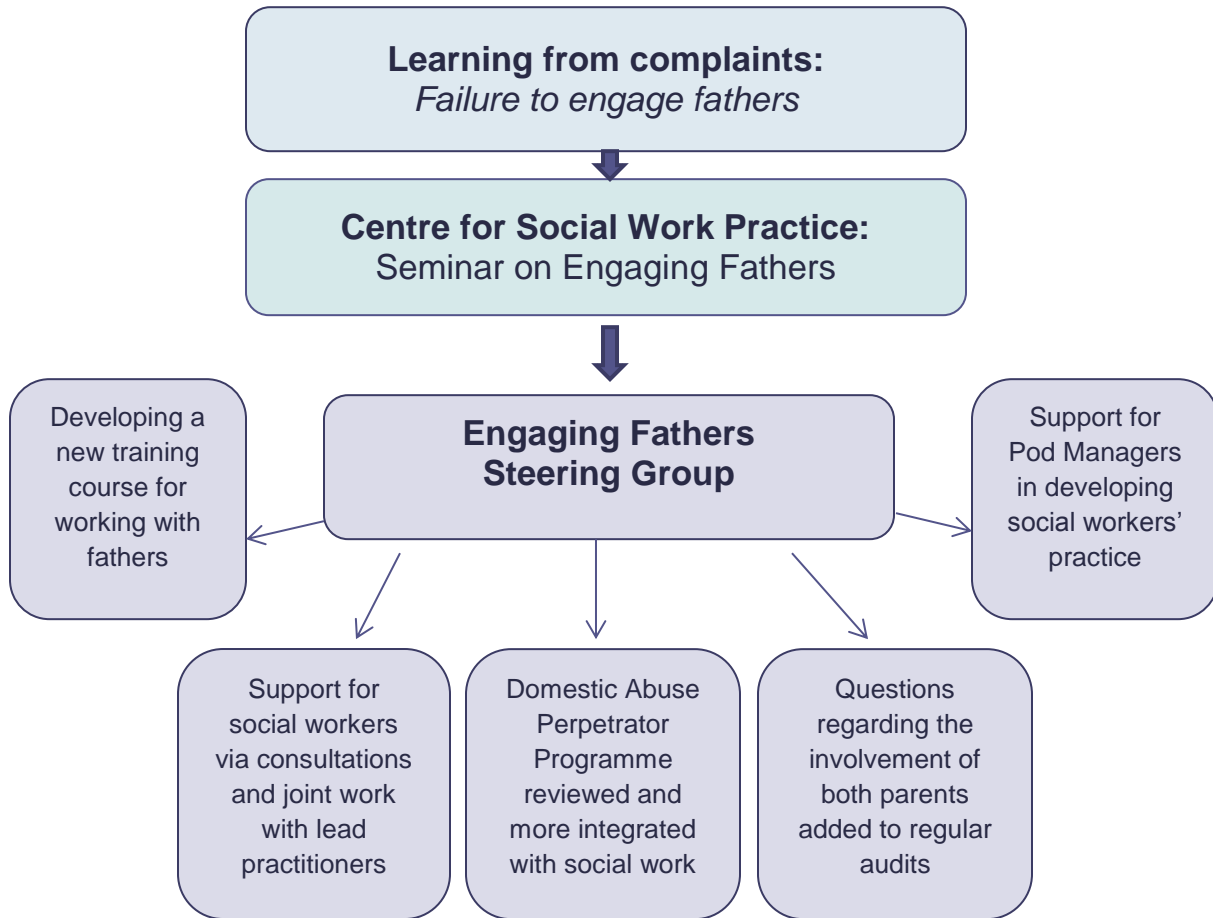 Learning from complaints:
Failure to engage fathers
Centre for Social Work Practice:
Seminar on Engaging Fathers
Engaging Fathers
Steering Group
Developing a
new training
course for
working with
fathers
Support for
Pod Managers
in developing
social workers’
practice
Support for
social workers
via consultations
and joint work
with lead
practitioners
Domestic Abuse
Perpetrator
Programme
reviewed and
more integrated
with social work
Questions
regarding the
involvement of
both parents
added to regular
audits